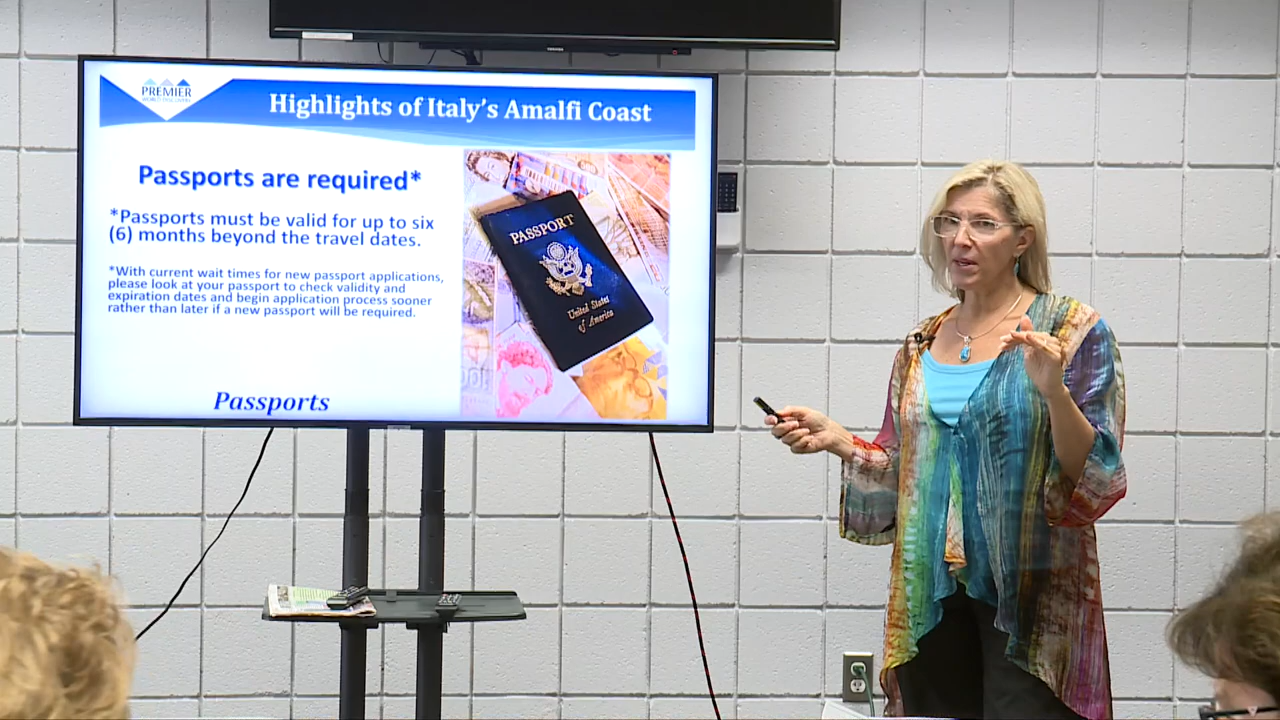 PREMIER
WORLD DISCOVERY
Highlights of Italy's Amalfi Coast
Passports are required*
*Passports must be valid for up to six
(6) months beyond the travel dates.
*With current wait times for new passport applications,
please look at your passport to check validity and
expiration dates and begin application process sooner
rather than later if a new passport will be required.
Passports
PASSPORT
United States
of America
TOSHIBA